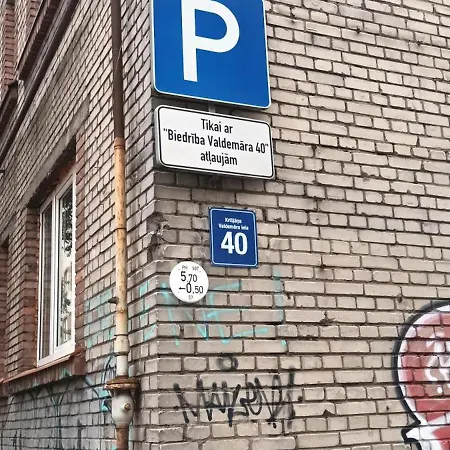 P
Tikai ar
"Biedrība Valdemāra 40"
atļaujām
Krišjāņa
Valdemāra iela
40
5,70
0,50